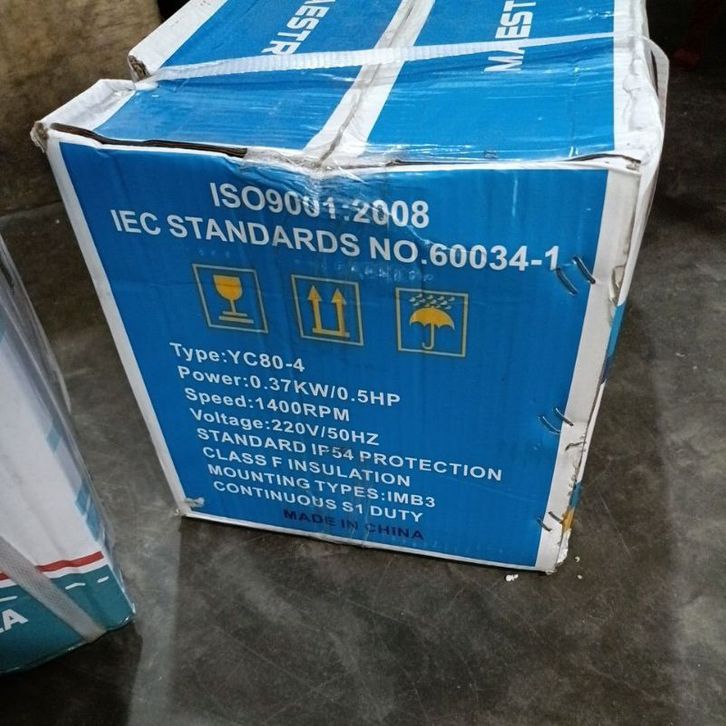 MAESTR
MAESTR
ISO9001:2008
IEC STANDARDS NO.60034-1
Type:YC80-4
Power:0.37KW/0.5HP
Speed:1400RPM
Voltage:220V/50HZ
STANDARD IP54 PROTECTION
CLASS F INSULATION
MOUNTING TYPES:IMB3
CONTINUOUS S1 DUTY
MADE IN CHINA